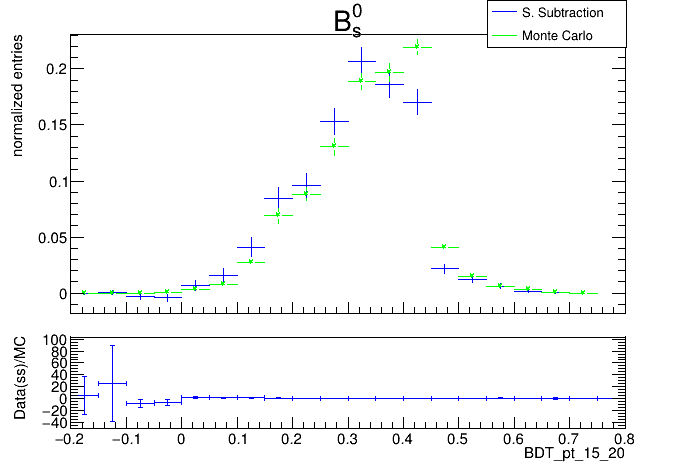 B_s^0
S. Subtraction
Monte Carlo
normalized entries
0.2
0.15
0.1
0.05
0
Data(ss)/MC
100
80
60
40
20
0
−20
−40
−0.2 −0.1 0 0.1 0.2 0.3 0.4 0.5 0.6 0.7 0.8
BDT_pt_15_20